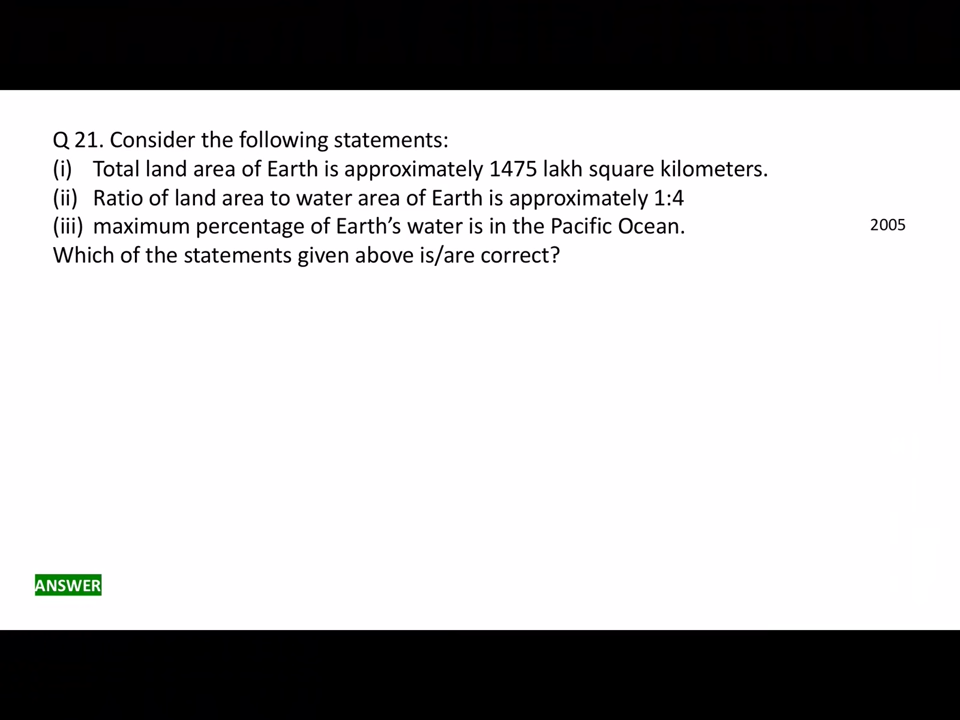 Q 21. Consider the following statements:
(i) Total land area of Earth is approximately 1475 lakh square kilometers.
(ii) Ratio of land area to water area of Earth is approximately 1:4
(iii) maximum percentage of Earth’s water is in the Pacific Ocean.
2005
Which of the statements given above is/are correct?
ANSWER